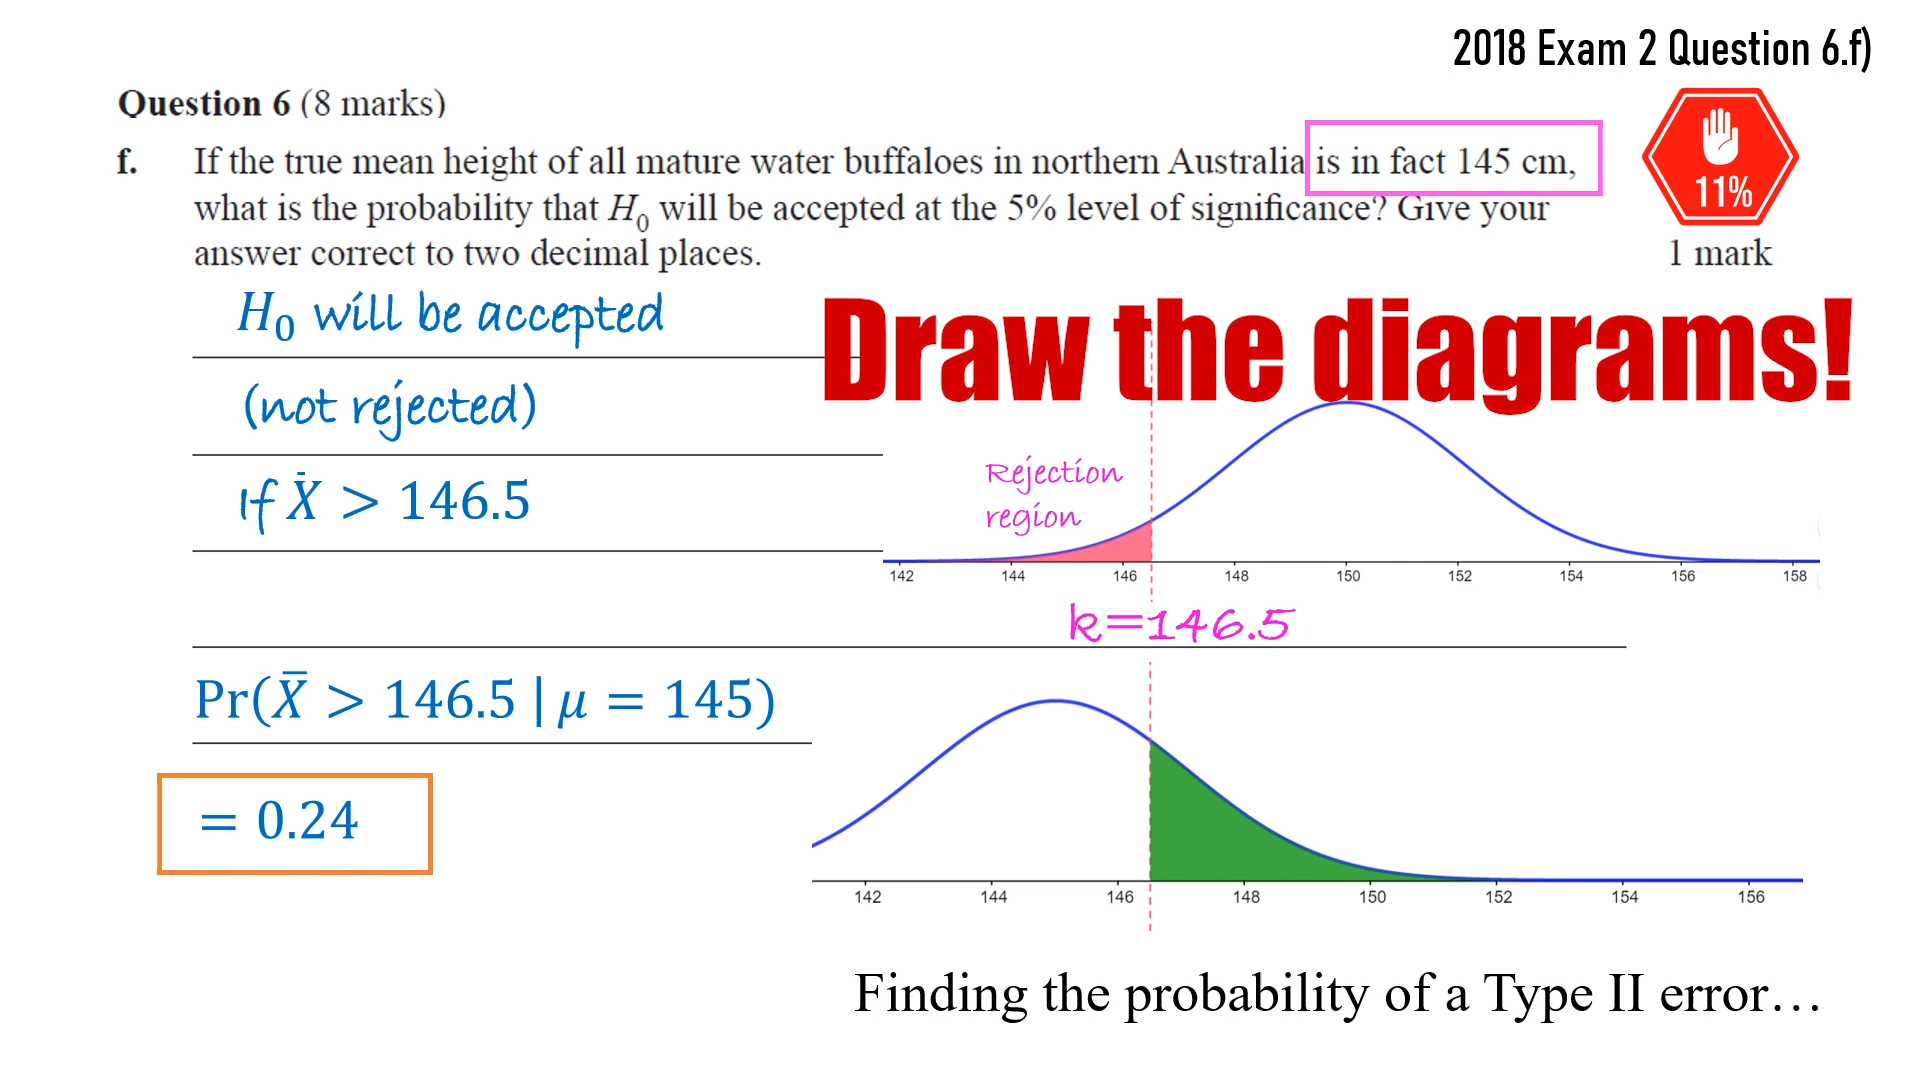 2018 Exam 2 Question 6.f)
Question 6 (8 marks)
f. If the true mean height of all mature water buffaloes in northern Australia is in fact 145 cm,
what is the probability that H₀ will be accepted at the 5% level of significance? Give your
answer correct to two decimal places.
11%
1 mark
H₀ will be accepted
(not rejected)
If X̄ > 146.5
Draw the diagrams!
Rejection
region
142 144 146 148 150 152 154 156 158
k=146.5
Pr(X̄ > 146.5 | μ = 145)
= 0.24
142 144 146 148 150 152 154 156
Finding the probability of a Type II error…